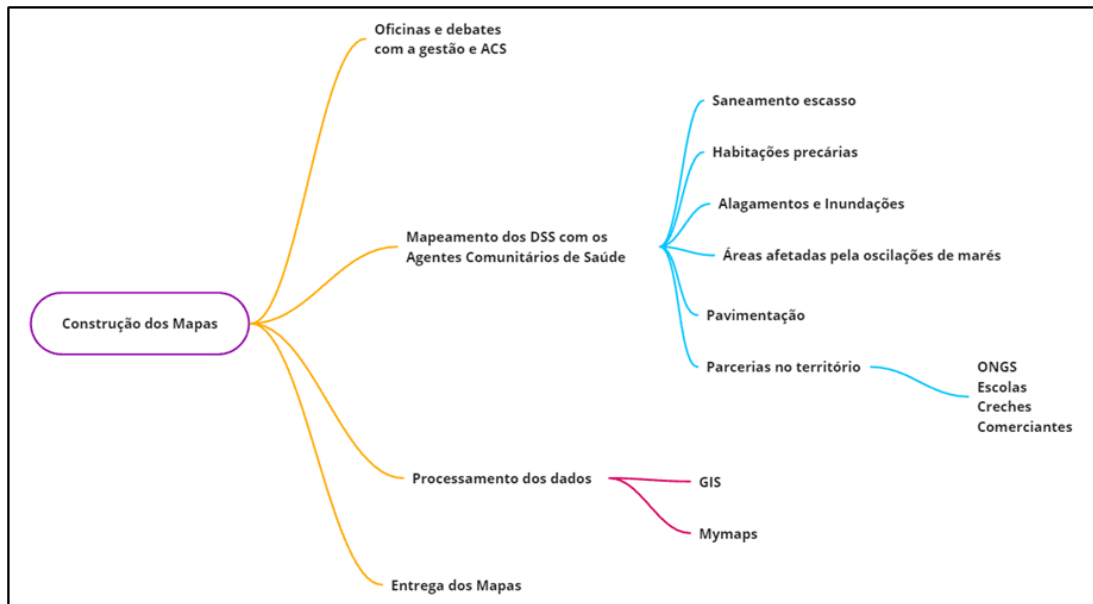 Construção dos Mapas
Oficinas e debates
com a gestão e ACS
Mapeamento dos DSS com os
Agentes Comunitários de Saúde
Saneamento escasso
Habitações precárias
Alagamentos e Inundações
Áreas afetadas pela oscilações de marés
Pavimentação
Parcerias no território
ONGS
Escolas
Creches
Comerciantes
Processamento dos dados
GIS
Mymaps
Entrega dos Mapas